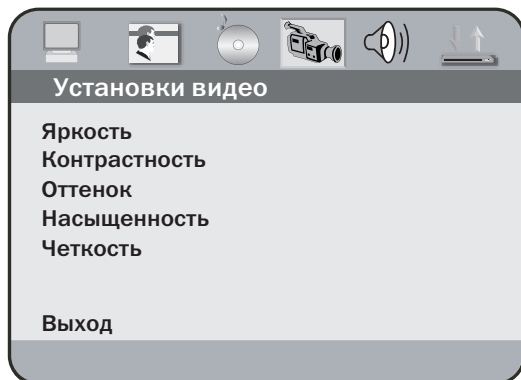 Установки видео
Яркость
Контрастность
Оттенок
Насыщенность
Четкость
Выход